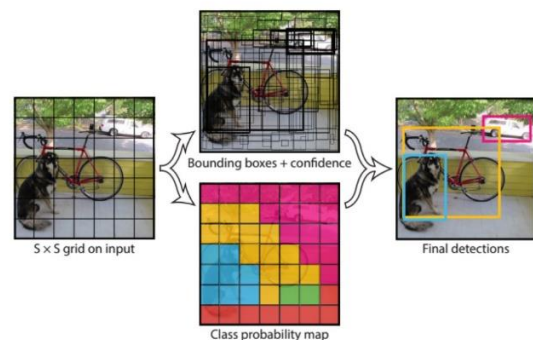 Bounding boxes + confidence
S × S grid on input
Final detections
Class probability map